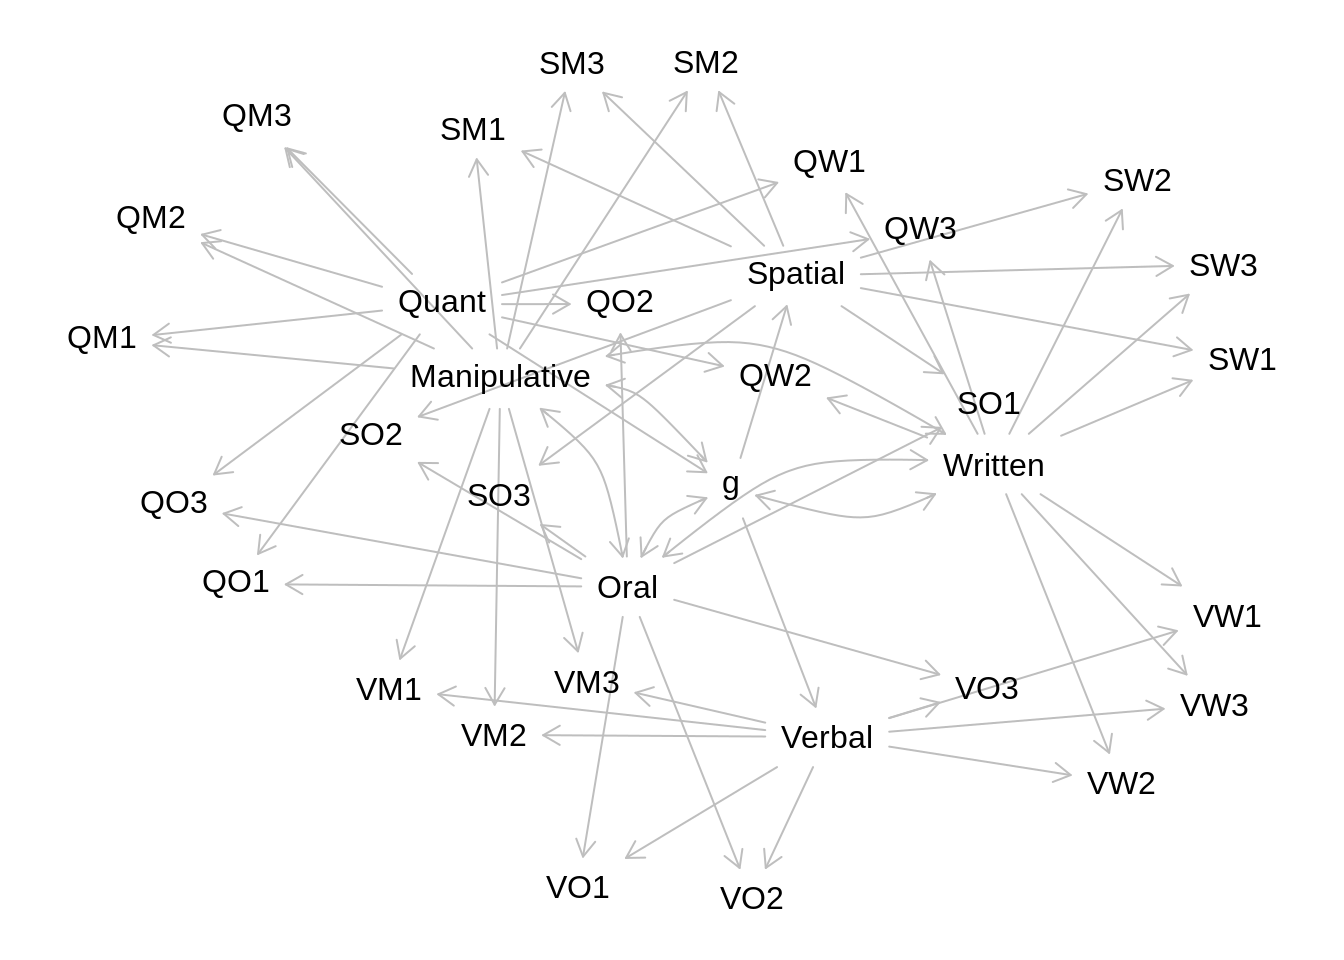 SM3
SM2
QM3
SM1
QW1
SW2
QM2
QW3
SW3
Spatial
Quant
QO2
QM1
SW1
Manipulative
QW2
SO1
SO2
Written
g
SO3
QO3
QO1
Oral
VW1
VM1
VM3
VO3
VW3
VM2
Verbal
VW2
VO1
VO2